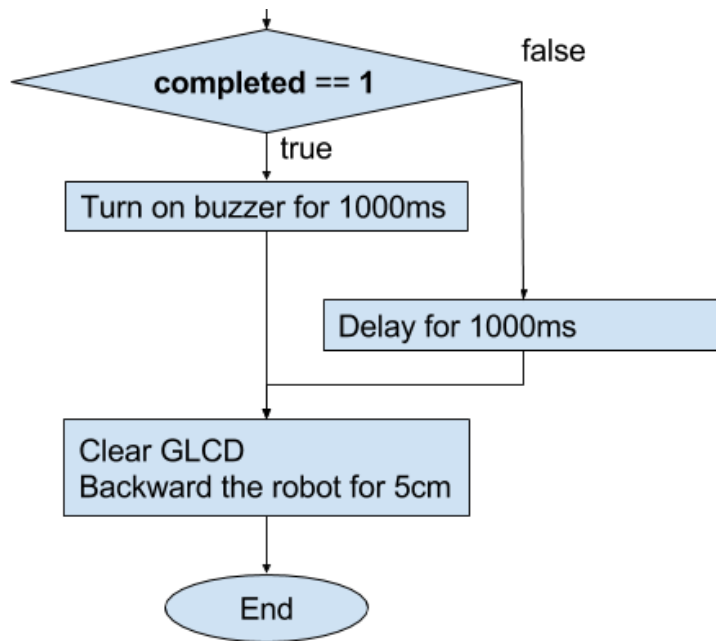 completed == 1
false
true
Turn on buzzer for 1000ms
Delay for 1000ms
Clear GLCD
Backward the robot for 5cm
End